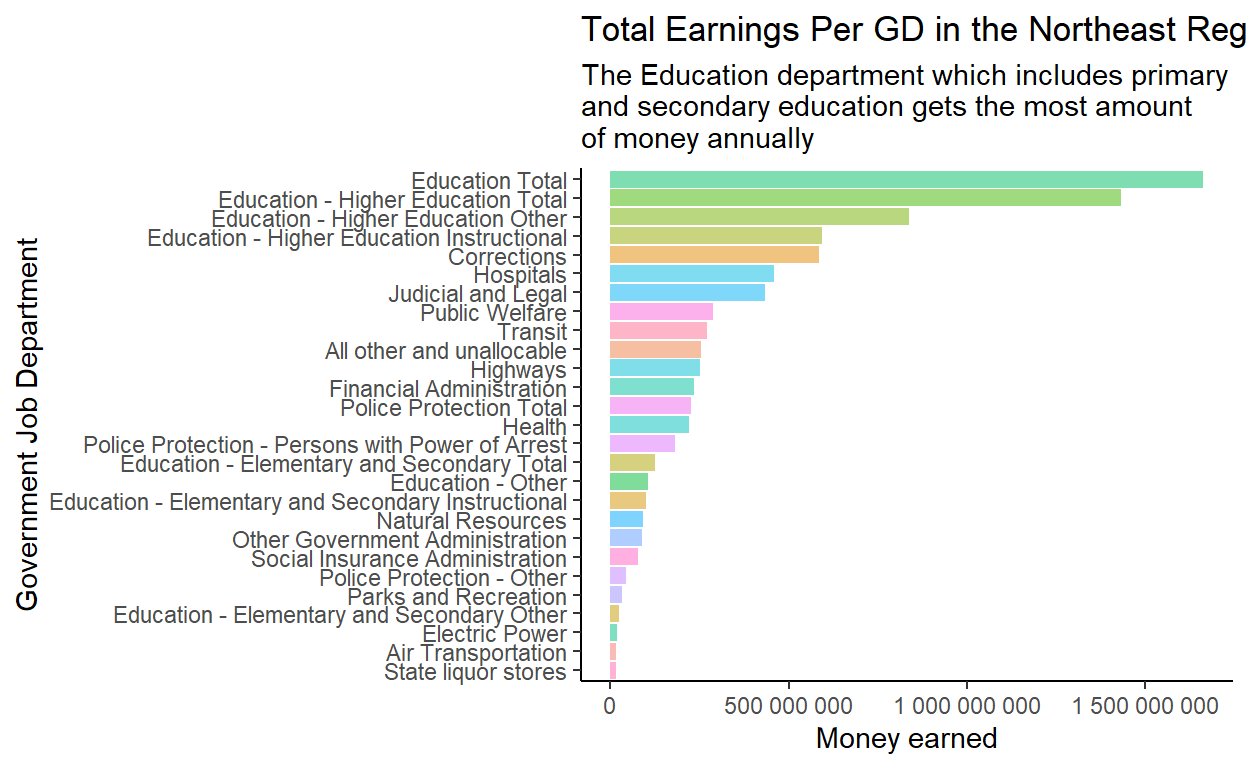 Total Earnings Per GD in the Northeast Reg
The Education department which includes primary
and secondary education gets the most amount
of money annually
Government Job Department
Education Total
Education - Higher Education Total
Education - Higher Education Other
Education - Higher Education Instructional
Corrections
Hospitals
Judicial and Legal
Public Welfare
Transit
All other and unallocable
Highways
Financial Administration
Police Protection Total
Health
Police Protection - Persons with Power of Arrest
Education - Elementary and Secondary Total
Education - Other
Education - Elementary and Secondary Instructional
Natural Resources
Other Government Administration
Social Insurance Administration
Police Protection - Other
Parks and Recreation
Education - Elementary and Secondary Other
Electric Power
Air Transportation
State liquor stores
0 500 000 000 1 000 000 000 1 500 000 000
Money earned